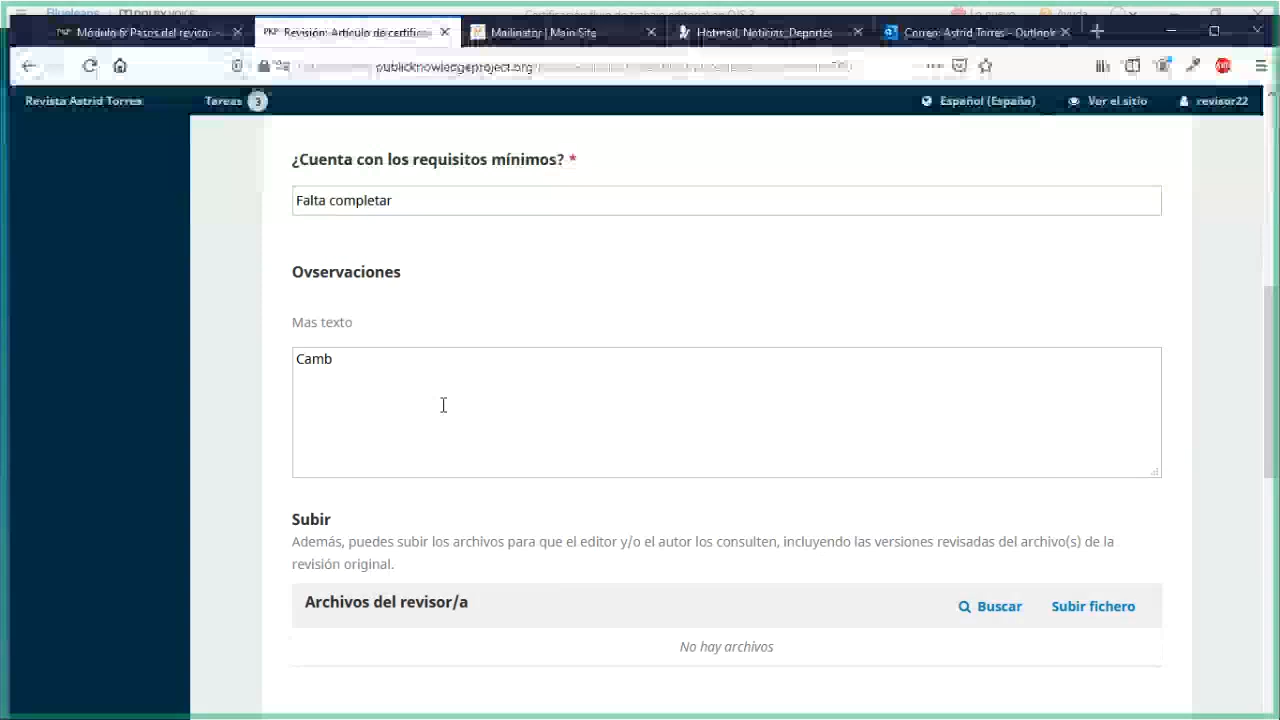 Módulo 6: Pasos del revisor
Revisión: Artículo de certific
Mailinator | Main Site
Hotmail, Noticias, Deportes
Correo: Astrid Torres - Outlook
publicknowledgeproject.org
Revista Astrid Torres
Tareas 3
Español (España)
Ver el sitio
revisor22
¿Cuenta con los requisitos mínimos? *
Falta completar
Ovservaciones
Mas texto
Camb
Subir
Además, puedes subir los archivos para que el editor y/o el autor los consulten, incluyendo las versiones revisadas del archivo(s) de la
revisión original.
Archivos del revisor/a
Buscar
Subir fichero
No hay archivos